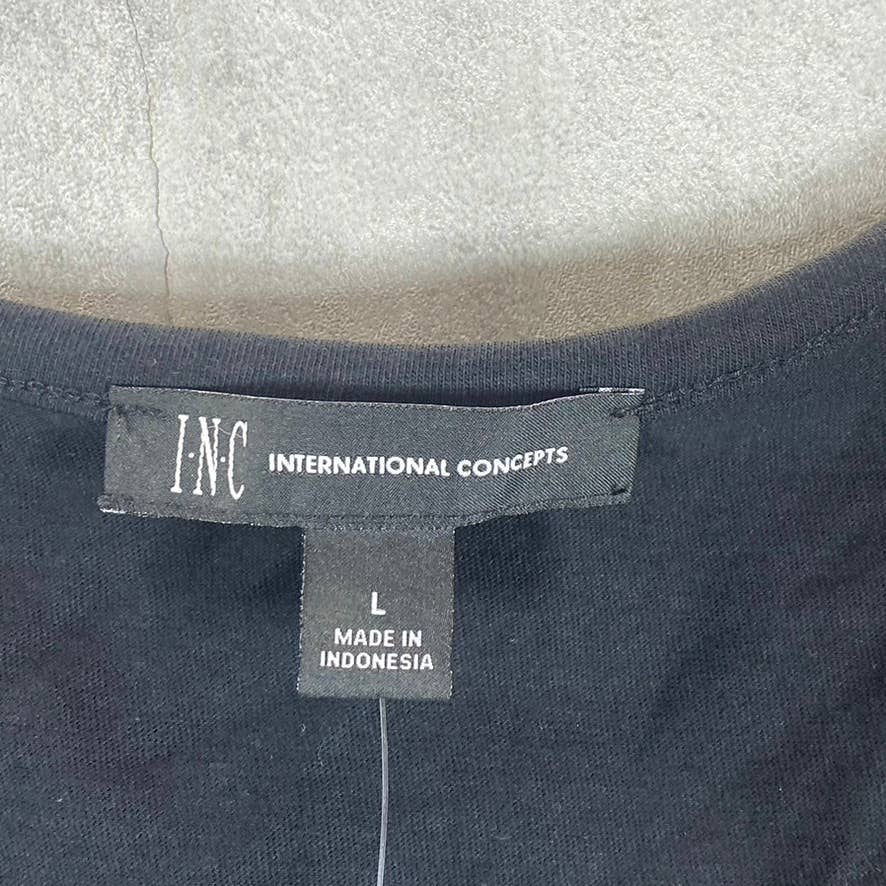 I·N·C INTERNATIONAL CONCEPTS
L
MADE IN
INDONESIA